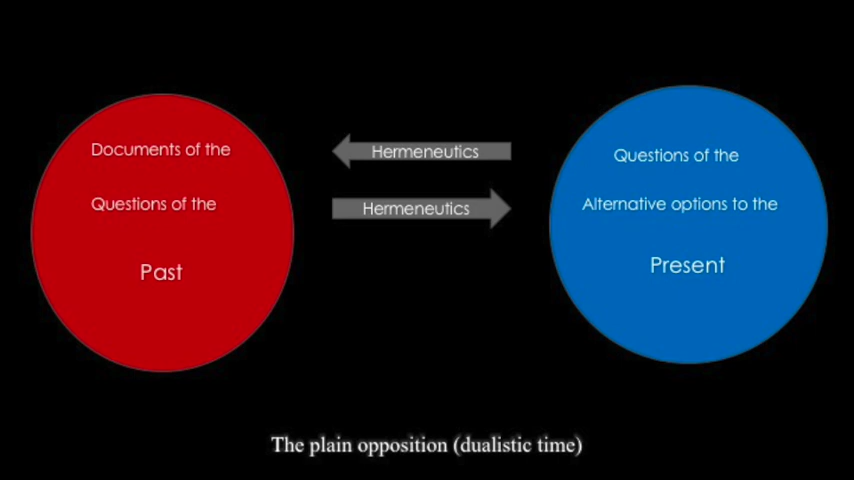 Documents of the
Questions of the
Past
Hermeneutics
Hermeneutics
Questions of the
Alternative options to the
Present
The plain opposition (dualistic time)